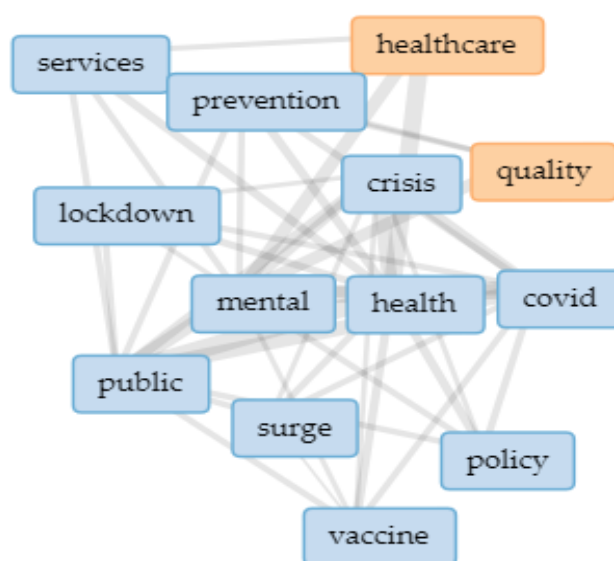 healthcare
services
prevention
quality
crisis
lockdown
mental
health
covid
public
surge
policy
vaccine